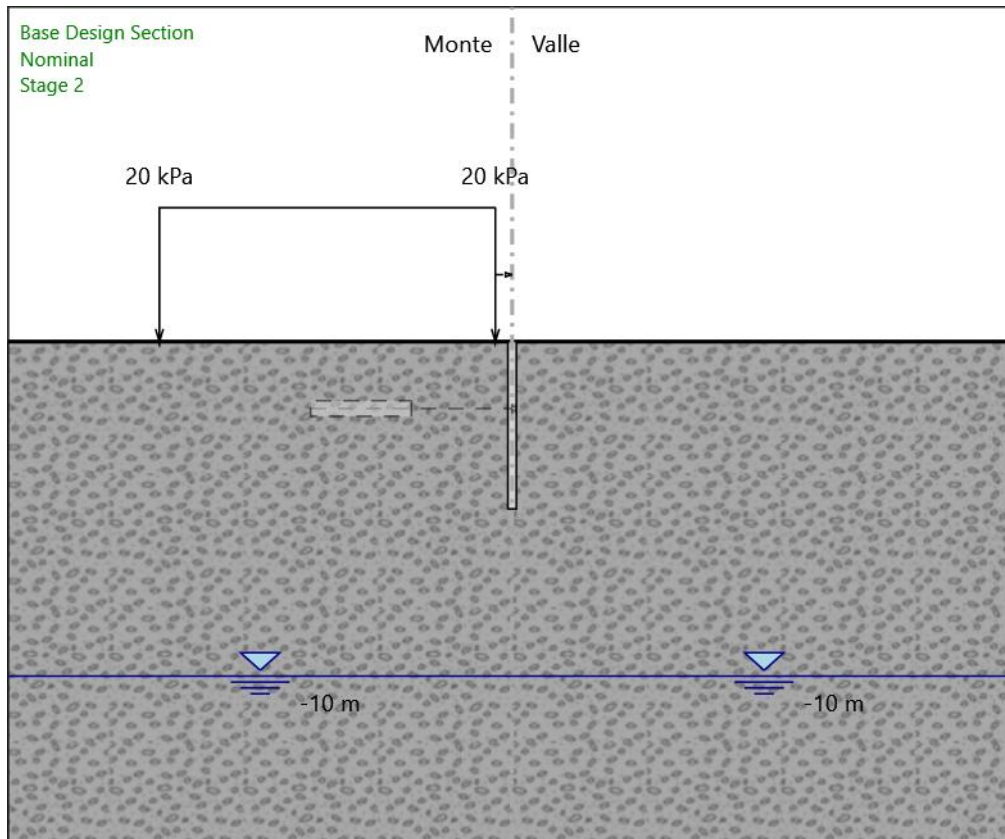 Base Design Section
Nominal
Stage 2
Monte Valle
20 kPa 20 kPa
-10 m -10 m